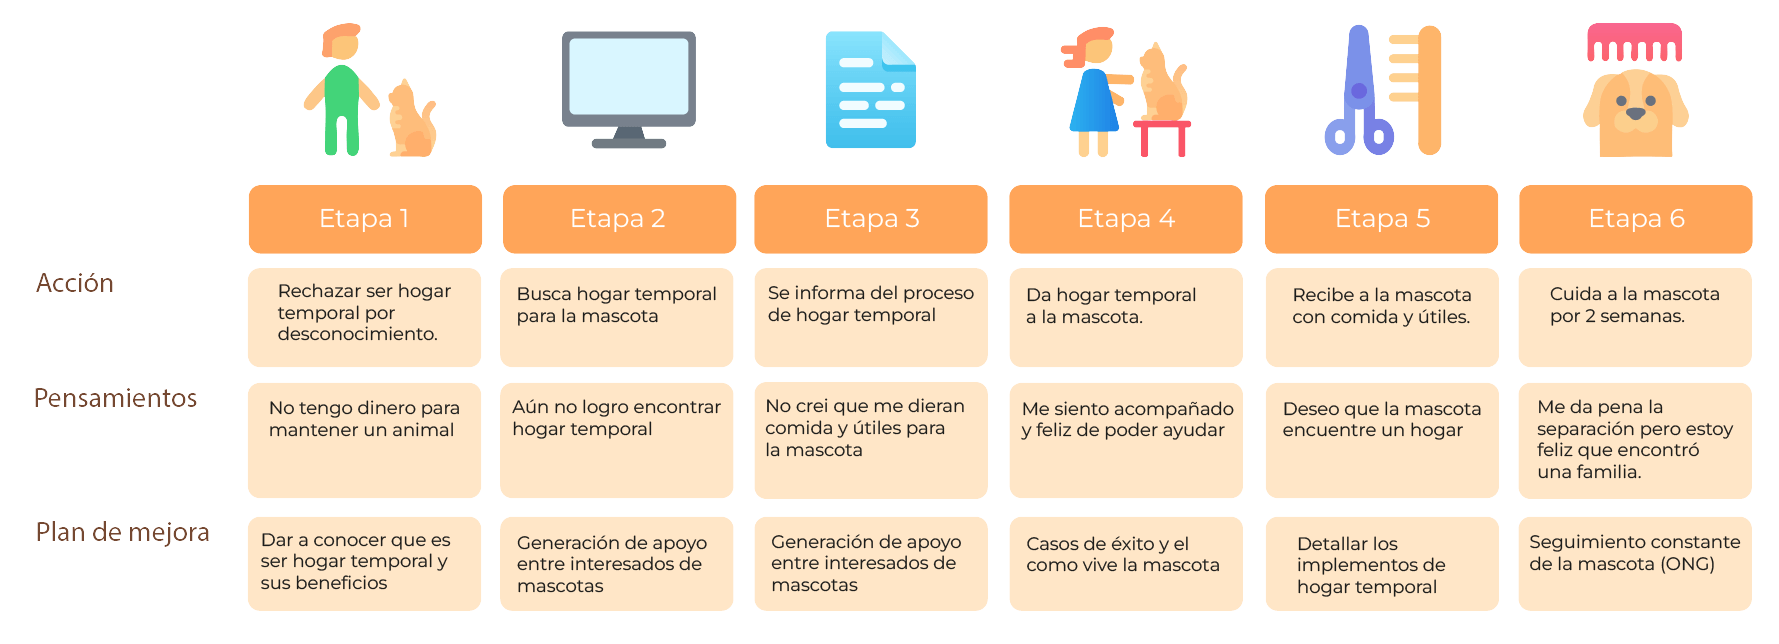 Etapa 1
Etapa 2
Etapa 3
Etapa 4
Etapa 5
Etapa 6
Acción
Rechazar ser hogar
temporal por
desconocimiento.
Busca hogar temporal
para la mascota
Se informa del proceso
de hogar temporal
Da hogar temporal
a la mascota.
Recibe a la mascota
con comida y útiles.
Cuida a la mascota
por 2 semanas.
Pensamientos
No tengo dinero para
mantener un animal
Aún no logro encontrar
hogar temporal
No crei que me dieran
comida y útiles para
la mascota
Me siento acompañado
y feliz de poder ayudar
Deseo que la mascota
encuentre un hogar
Me da pena la
separación pero estoy
feliz que encontró
una familia.
Plan de mejora
Dar a conocer que es
ser hogar temporal y
sus beneficios
Generación de apoyo
entre interesados de
mascotas
Generación de apoyo
entre interesados de
mascotas
Casos de éxito y el
como vive la mascota
Detallar los
implementos de
hogar temporal
Seguimiento constante
de la mascota (ONG)